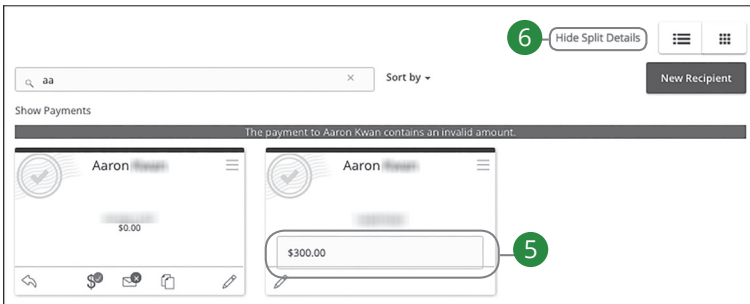 6 Hide Split Details
aa × Sort by New Recipient
Show Payments
The payment to Aaron Kwan contains an invalid amount.
Aaron Aaron
$0.00
$300.00 5
$